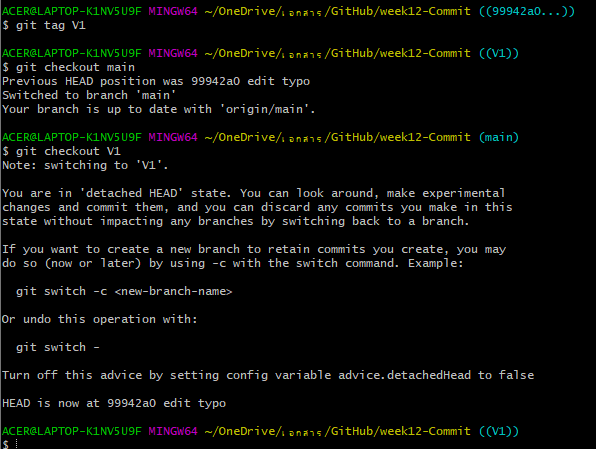 ACER@LAPTOP-K1NV5U9F MINGW64 ~/OneDrive/เอกสาร/GitHub/week12-Commit ((99942a0...))
$ git tag V1
ACER@LAPTOP-K1NV5U9F MINGW64 ~/OneDrive/เอกสาร/GitHub/week12-Commit ((V1))
$ git checkout main
Previous HEAD position was 99942a0 edit typo
Switched to branch 'main'
Your branch is up to date with 'origin/main'.
ACER@LAPTOP-K1NV5U9F MINGW64 ~/OneDrive/เอกสาร/GitHub/week12-Commit (main)
$ git checkout V1
Note: switching to 'V1'.
You are in 'detached HEAD' state. You can look around, make experimental
changes and commit them, and you can discard any commits you make in this
state without impacting any branches by switching back to a branch.
If you want to create a new branch to retain commits you create, you may
do so (now or later) by using -c with the switch command. Example:
git switch -c <new-branch-name>
Or undo this operation with:
git switch -
Turn off this advice by setting config variable advice.detachedHead to false
HEAD is now at 99942a0 edit typo
ACER@LAPTOP-K1NV5U9F MINGW64 ~/OneDrive/เอกสาร/GitHub/week12-Commit ((V1))
$